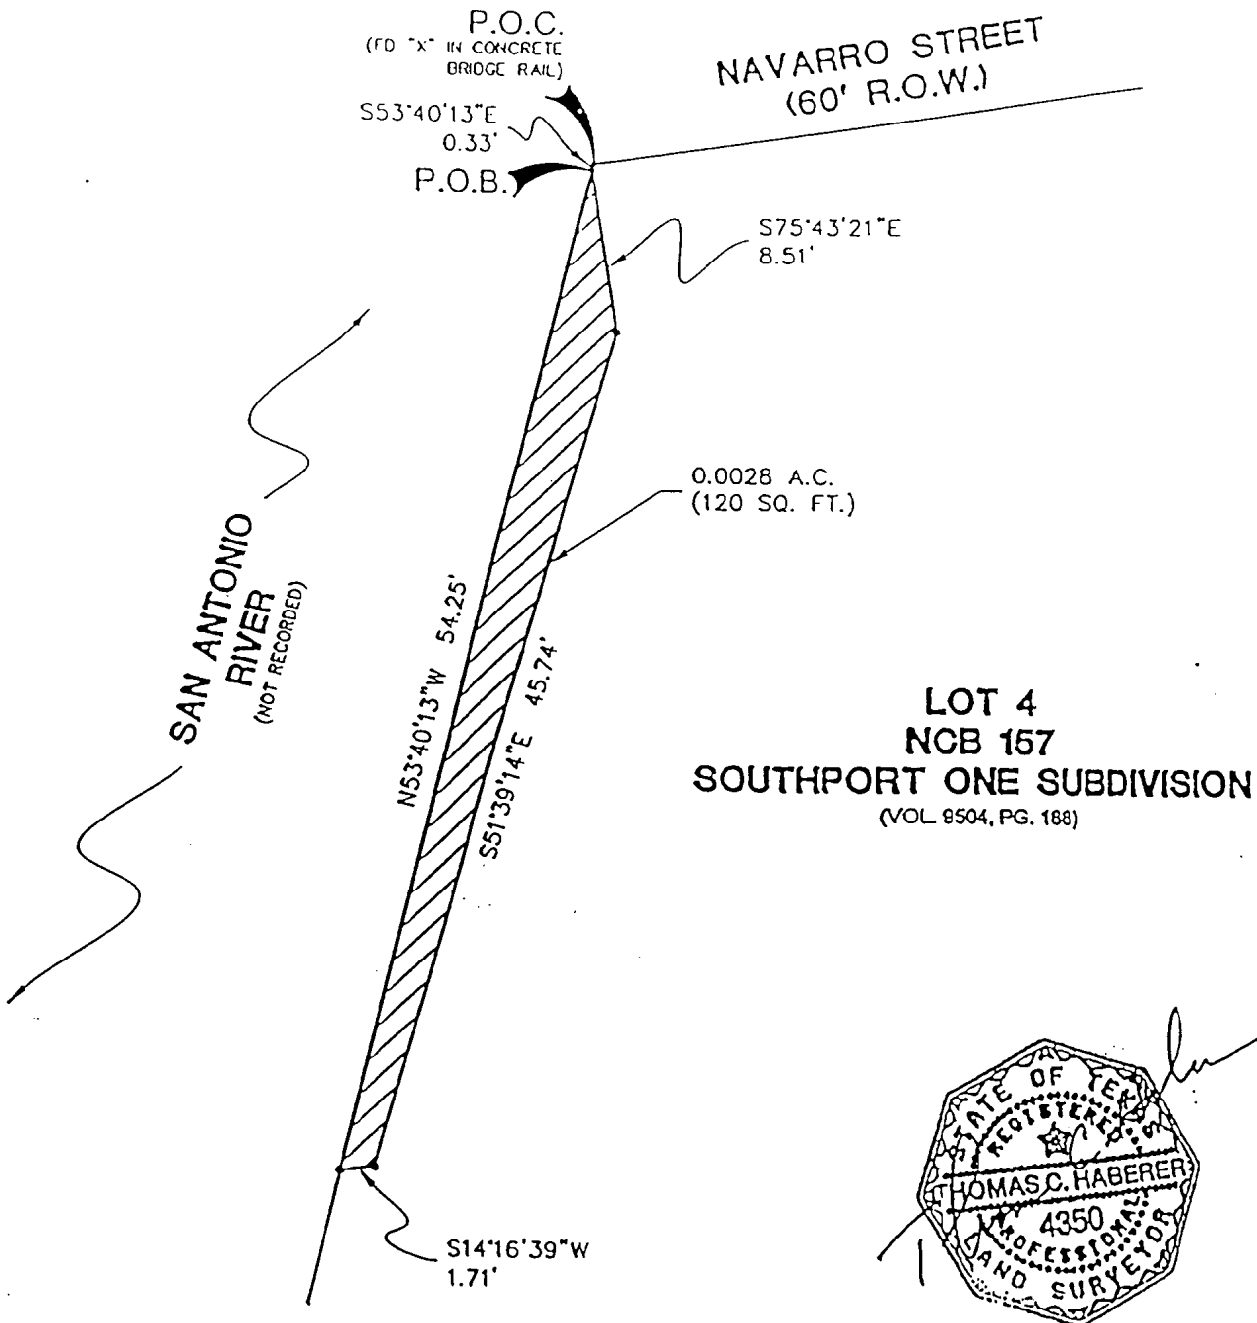 P.O.C.
(FD "X" IN CONCRETE
BRIDGE RAIL)
NAVARRO STREET
(60' R.O.W.)
S53°40'13"E
0.33'
P.O.B.
S75°43'21"E
8.51'
0.0028 A.C.
(120 SQ. FT.)
SAN ANTONIO
RIVER
(NOT RECORDED)
N53°40'13"W 54.25'
S51°39'14"E 45.74'
LOT 4
NCB 157
SOUTHPORT ONE SUBDIVISION
(VOL 9504, PG. 188)
S14°16'39"W
1.71'
STATE OF TEXAS
REGISTERED
THOMAS C. HABERER
4350
PROFESSIONAL
LAND SURVEYOR